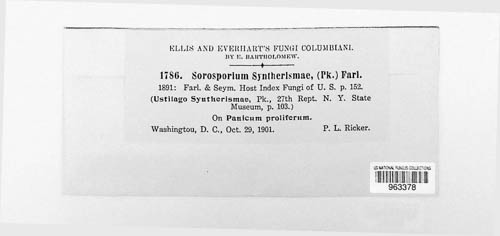 ELLIS AND EVERHART'S FUNGI COLUMBIANI.
BY E. BARTHOLOMEW.
1786. Sorosporium Syntherismae, (Pk.) Farl.
1891: Farl. & Seym. Host Index Fungi of U. S. p. 152.
(Ustilago Syntherismae, Pk., 27th Rept. N. Y. State
Museum, p. 103.)
On Panicum proliferum.
Washington, D. C., Oct. 29, 1901. P. L. Ricker.
US NATIONAL FUNGUS COLLECTIONS
963378